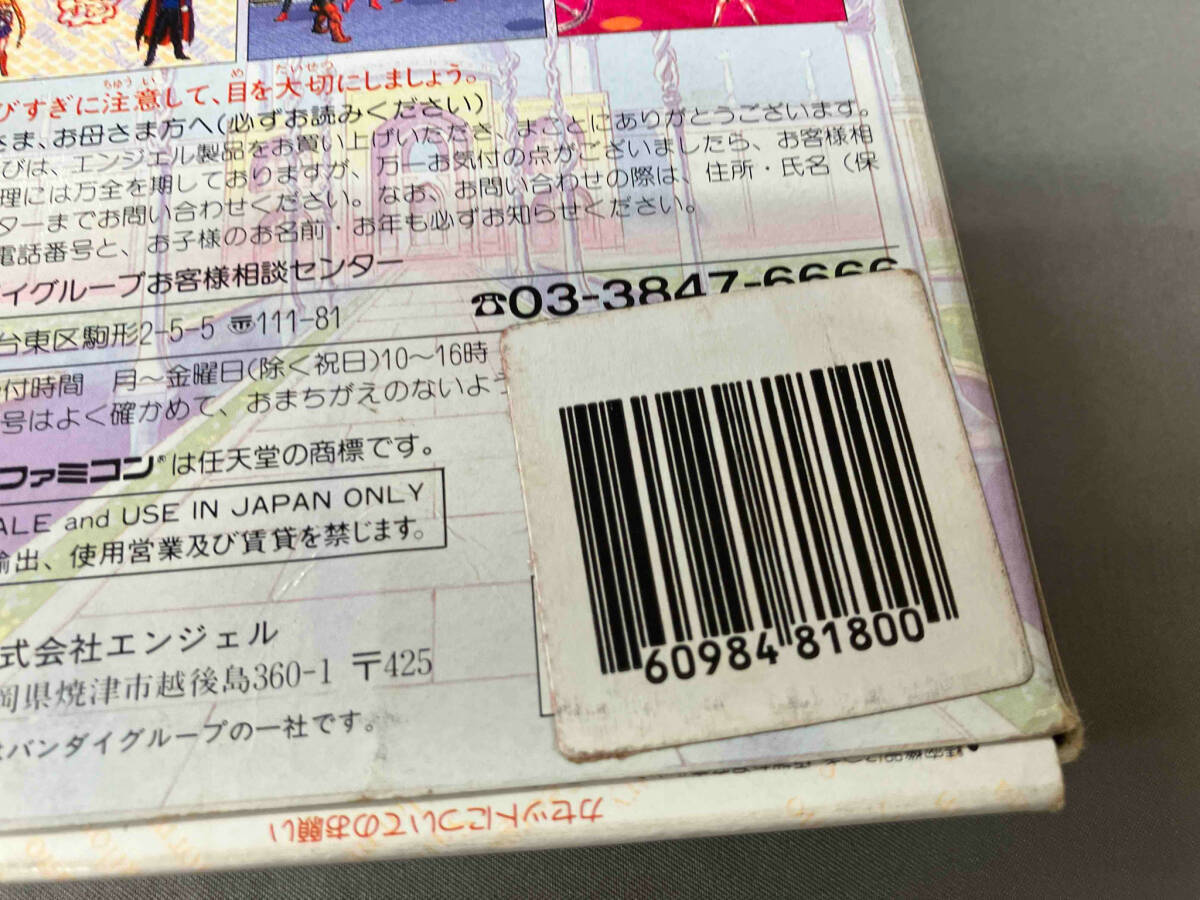 びすぎに注意して、目を大切にしましょう。
さま、お母さま方へ(必ずお読みください)
びは、エンジェル製品をお買い上げいただき、まことにありがとうございます。
理には万全を期しておりますが、万一お気付の点がございましたら、お客様相
ターまでお問い合わせください。なお、お問い合わせの際は、住所・氏名（保
電話番号と、お子様のお名前・お年も必ずお知らせください。
イグループお客様相談センター
☎03-3847-6666
台東区駒形2-5-5 〠111-81
付時間 月～金曜日(除く祝日)10～16時
号はよく確かめて、おまちがえのないよう
ファミコン®は任天堂の商標です。
ALE and USE IN JAPAN ONLY
輸出、使用営業及び賃貸を禁じます。
式会社エンジェル
岡県焼津市越後島360-1 〒425
はバンダイグループの一社です。
60984 81800
カセットについてのお願い